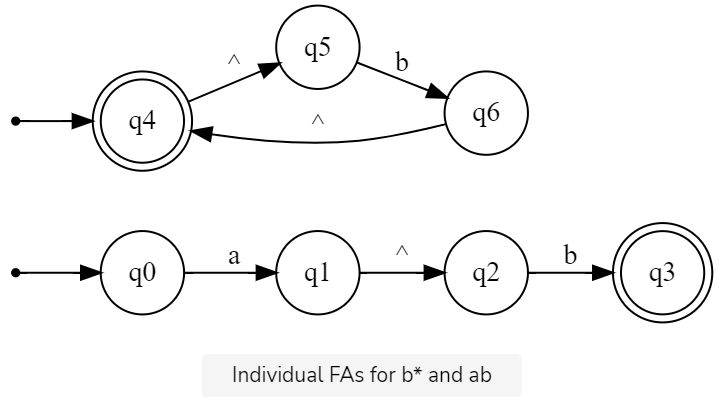 q5
^
b
q4
q6
^
^
a
b
q0
q1
q2
q3
Individual FAs for b* and ab